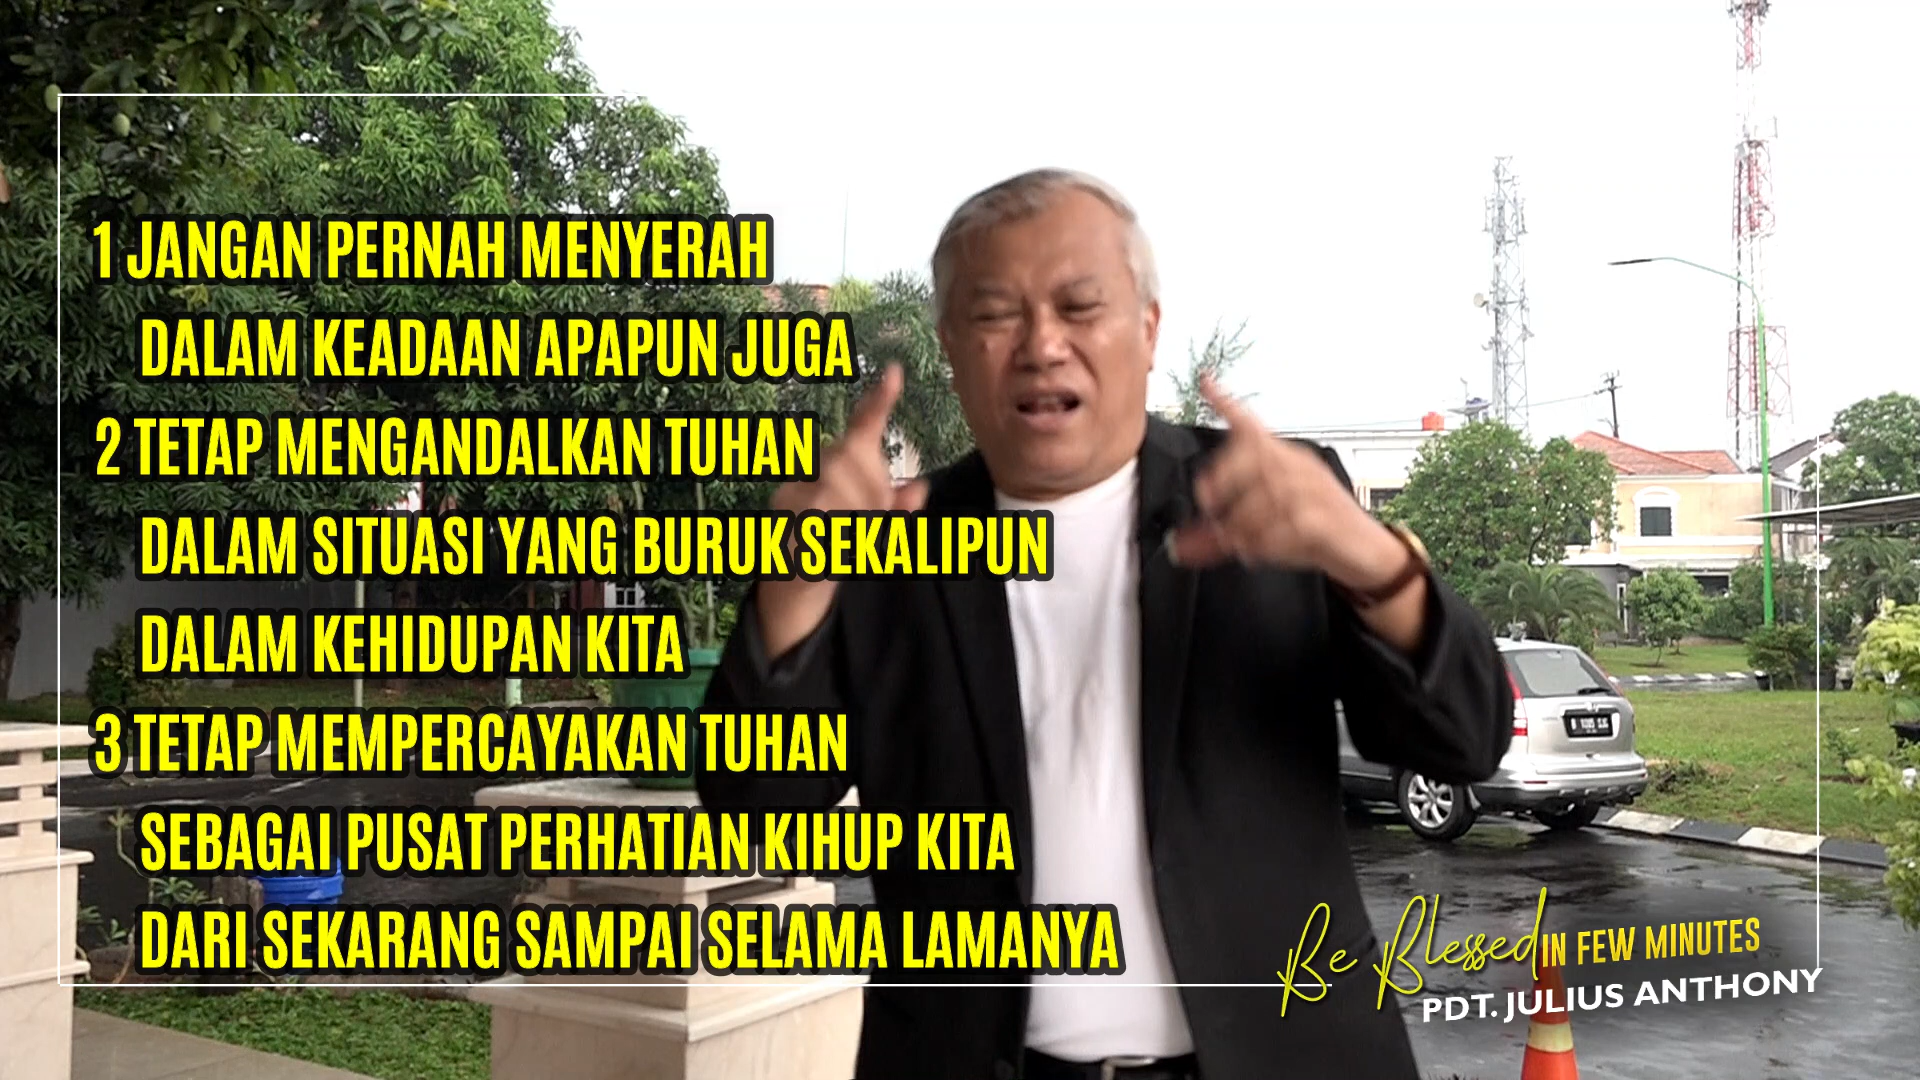 1 JANGAN PERNAH MENYERAH
DALAM KEADAAN APAPUN JUGA
2 TETAP MENGANDALKAN TUHAN
DALAM SITUASI YANG BURUK SEKALIPUN
DALAM KEHIDUPAN KITA
3 TETAP MEMPERCAYAKAN TUHAN
SEBAGAI PUSAT PERHATIAN KIHUP KITA
DARI SEKARANG SAMPAI SELAMA LAMANYA
Be Blessed IN FEW MINUTES
PDT. JULIUS ANTHONY